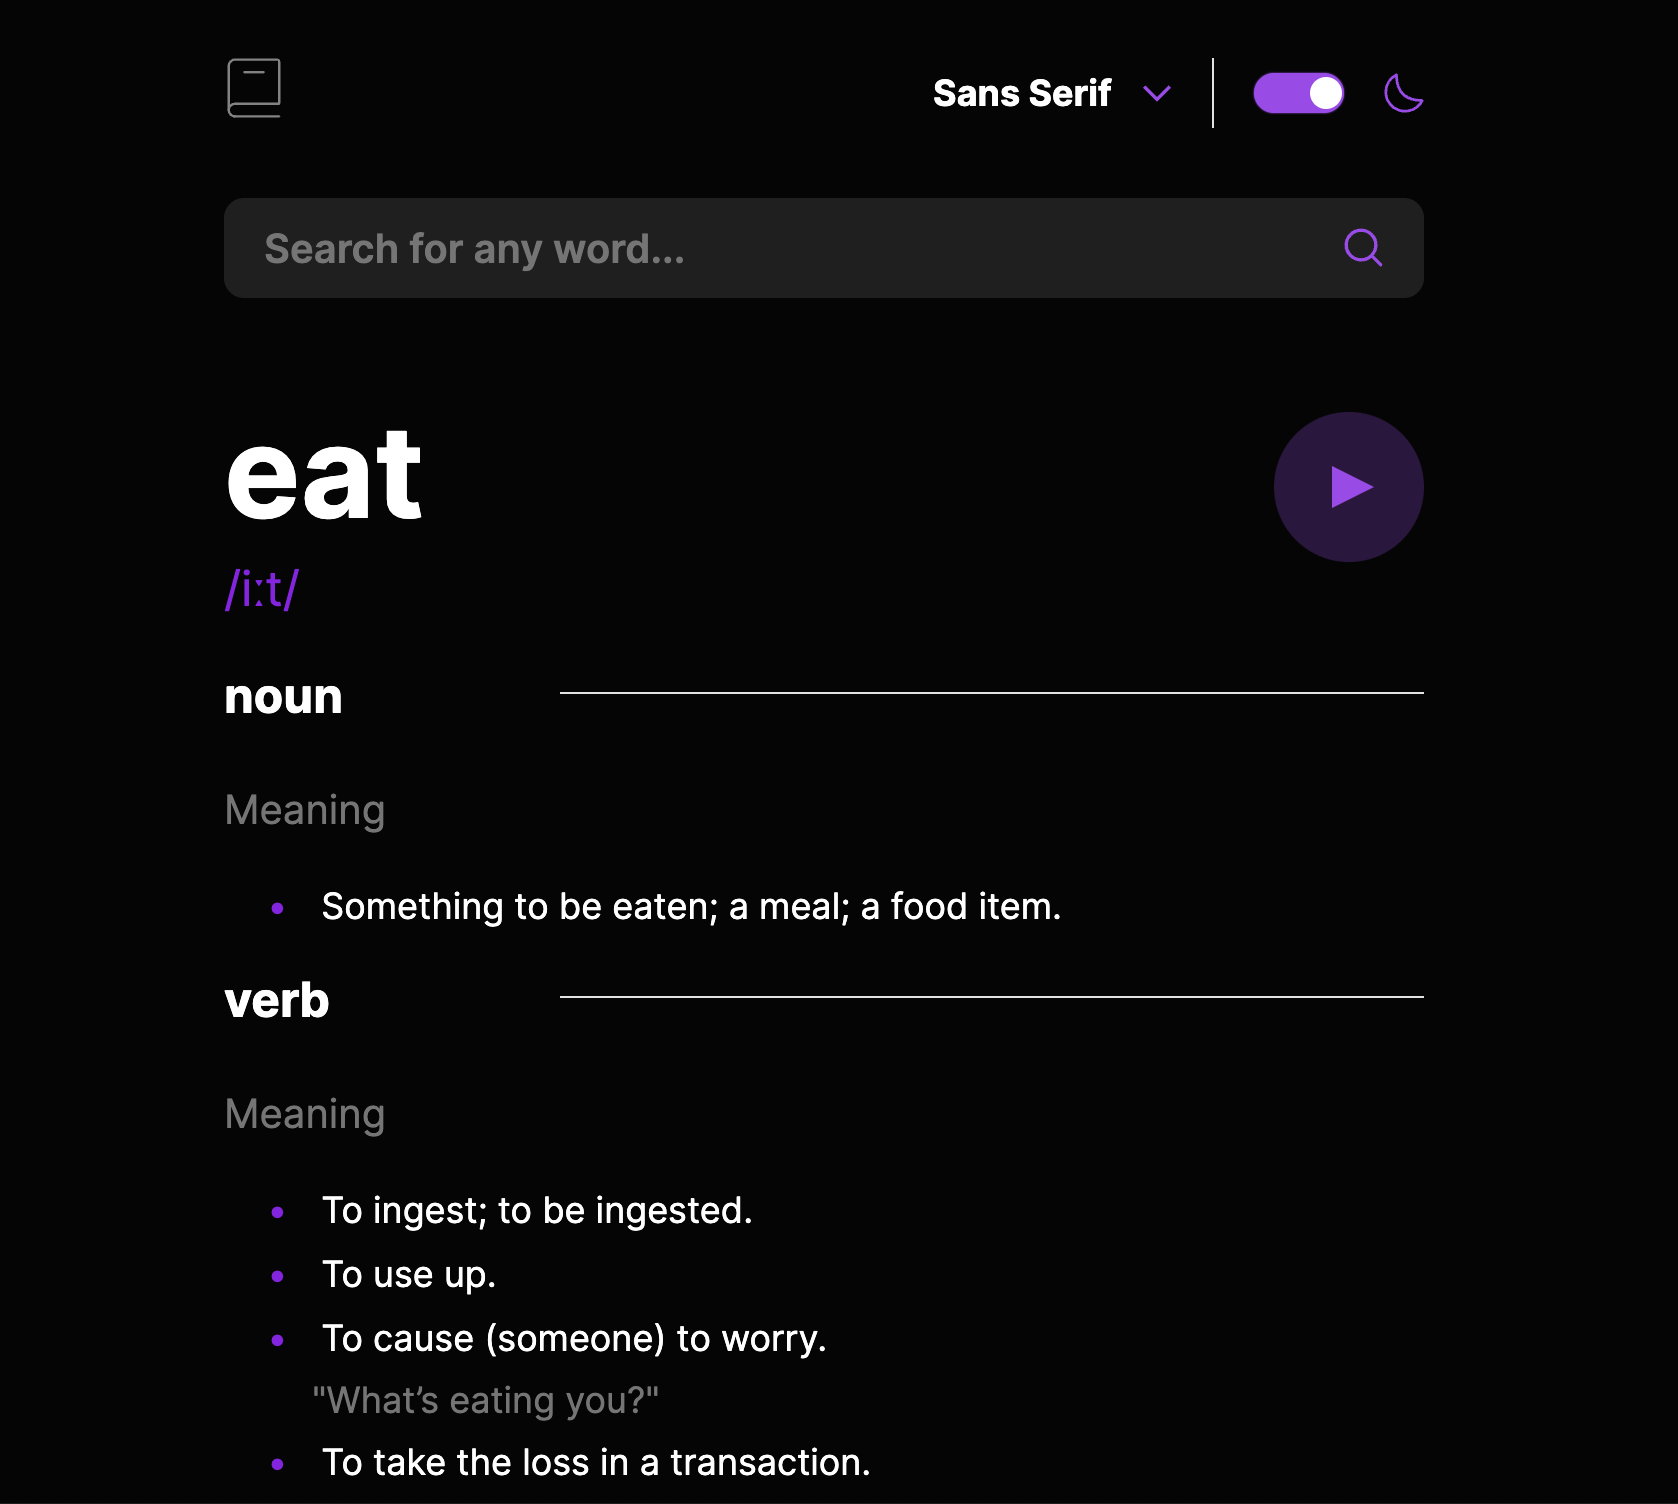 Sans Serif
Search for any word...
eat
/iːt/
noun
Meaning
Something to be eaten; a meal; a food item.
verb
Meaning
To ingest; to be ingested.
To use up.
To cause (someone) to worry.
"What’s eating you?"
To take the loss in a transaction.